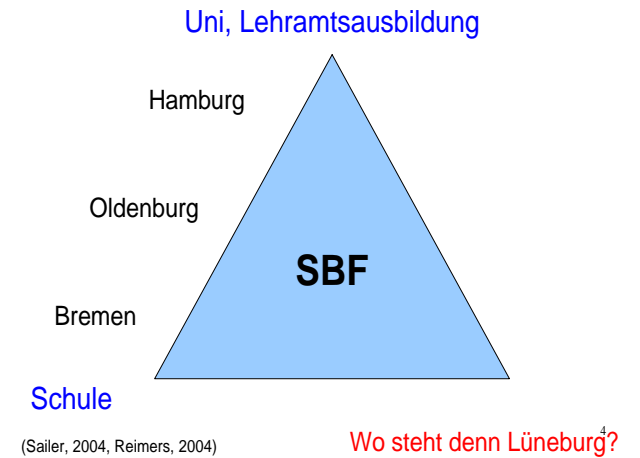 Uni, Lehramtsausbildung
Hamburg
Oldenburg
SBF
Bremen
Schule
(Sailer, 2004, Reimers, 2004)
Wo steht denn Lüneburg?
4